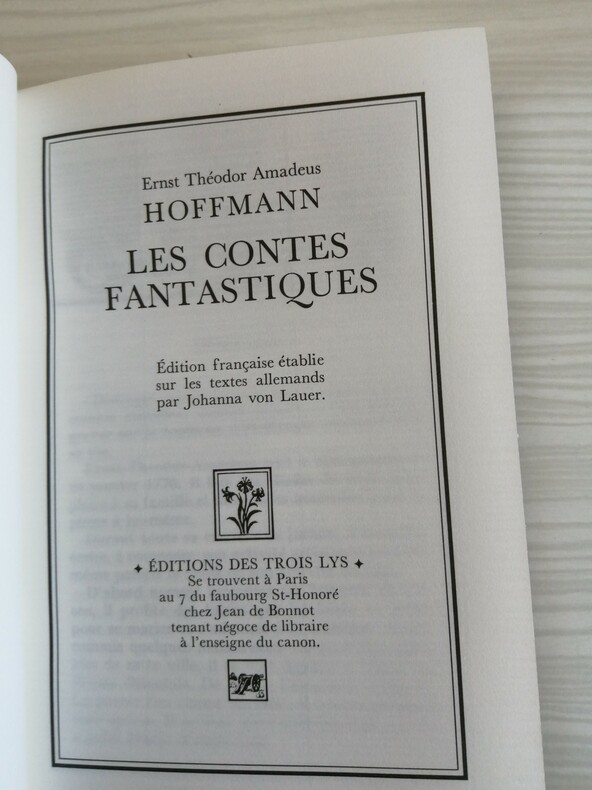 Ernst Théodor Amadeus
HOFFMANN
LES CONTES
FANTASTIQUES
Édition française établie
sur les textes allemands
par Johanna von Lauer.
✦ ÉDITIONS DES TROIS LYS ✦
Se trouvent à Paris
au 7 du faubourg St-Honoré
chez Jean de Bonnot
tenant négoce de libraire
à l'enseigne du canon.